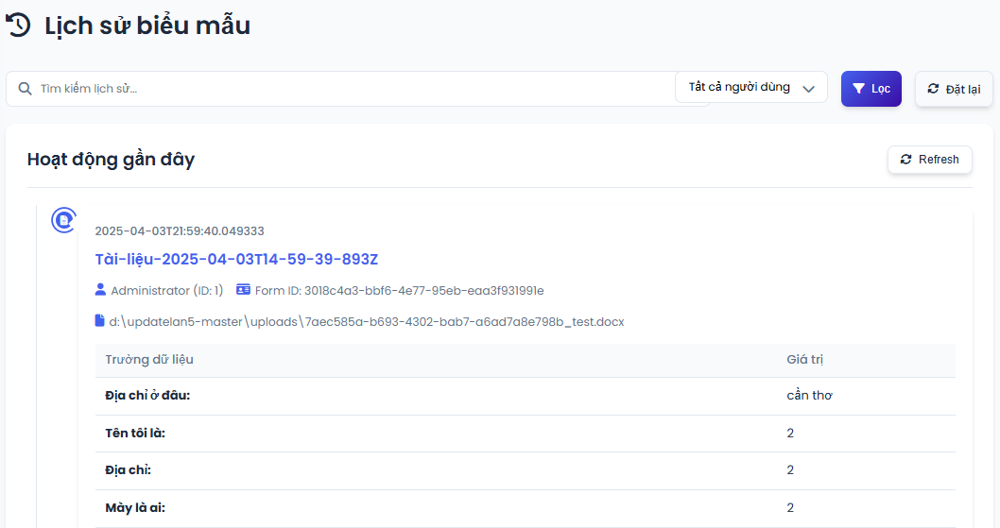 Lịch sử biểu mẫu
Tìm kiếm lịch sử...
Tất cả người dùng
Lọc
Đặt lại
Hoạt động gần đây
Refresh
2025-04-03T21:59:40.049333
Tài-liệu-2025-04-03T14-59-39-893Z
Administrator (ID: 1) Form ID: 3018c4a3-bbf6-4e77-95eb-eaa3f931991e
d:\updatelan5-master\uploads\7aec585a-b693-4302-bab7-a6ad7a8e798b_test.docx
Trường dữ liệu Giá trị
Địa chỉ ở đâu: cần thơ
Tên tôi là: 2
Địa chỉ: 2
Mày là ai: 2